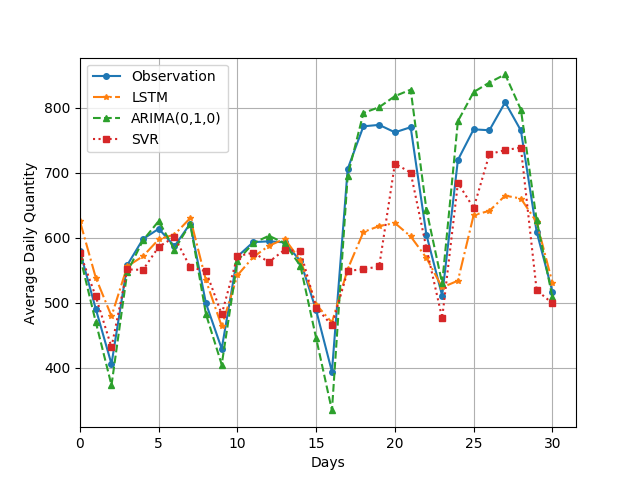 Observation
LSTM
ARIMA(0,1,0)
SVR
800
700
600
500
400
Average Daily Quantity
0 5 10 15 20 25 30
Days